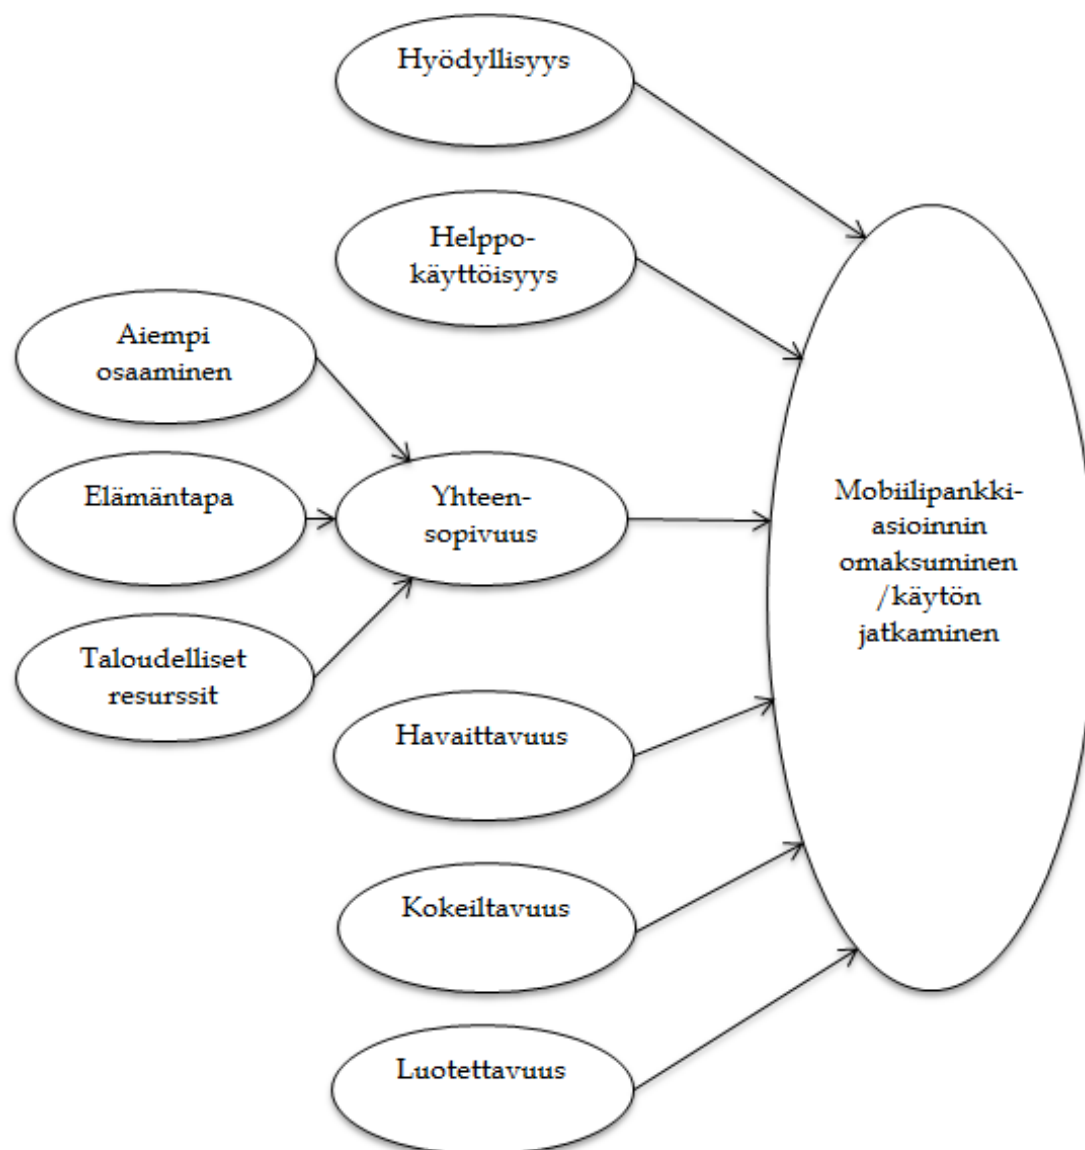 Hyödyllisyys
Helppo-
käyttöisyys
Aiempi
osaaminen
Elämäntapa
Yhteen-
sopivuus
Taloudelliset
resurssit
Mobiilipankki-
asioinnin
omaksuminen
/käytön
jatkaminen
Havaittavuus
Kokeiltavuus
Luotettavuus